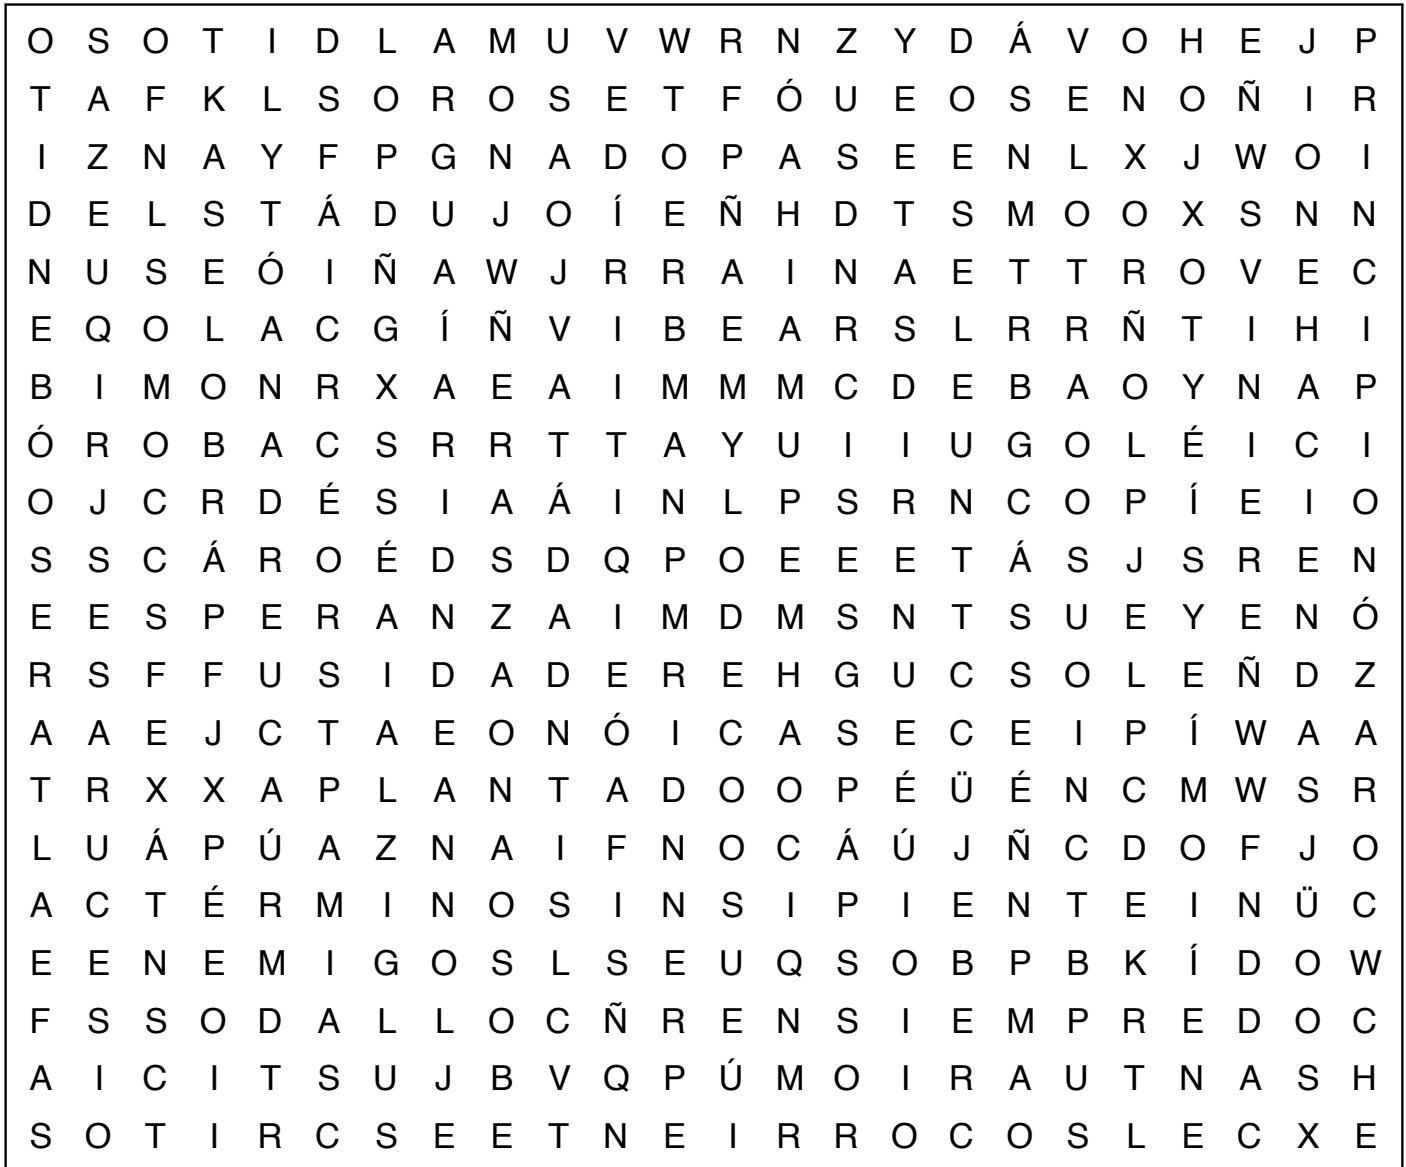 O S O T I D L A M U V W R N Z Y D Á V O H E J P
T A F K L S O R O S E T F Ó U E O S E N O Ñ I R
I Z N A Y F P G N A D O P A S E E N L X J W O I
D E L S T Á D U J O Í E Ñ H D T S M O O X S N N
N U S E Ó I Ñ A W J R R A I N A E T T R O V E C
E Q O L A C G Í Ñ V I B E A R S L R R Ñ T I H I
B I M O N R X A E A I M M M C D E B A O Y N A P
Ó R O B A C S R R T T A Y U I I U G O L É I C I
O J C R D É S I A Á I N L P S R N C O P Í E I O
S S C Á R O É D S D Q P O E E E T Á S J S R E N
E E S P E R A N Z A I M D M S N T S U E Y E N Ó
R S F F U S I D A D E R E H G U C S O L E Ñ D Z
A A E J C T A E O N Ó I C A S E C E I P Í W A A
T R X X A P L A N T A D O O P É Ü É N C M W S R
L U Á P Ú A Z N A I F N O C Á Ú J Ñ C D O F J O
A C T É R M I N O S I N S I P I E N T E I N Ü C
E E N E M I G O S L S E U Q S O B P B K Í D O W
F S S O D A L L O C Ñ R E N S I E M P R E D O C
A I C I T S U J B V Q P Ú M O I R A U T N A S H
S O T I R C S E E T N E I R R O C O S L E C X E